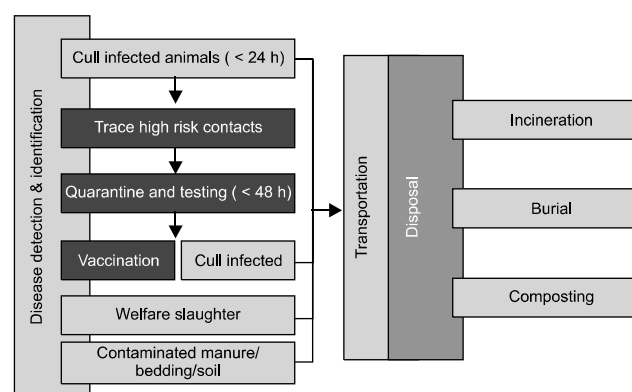 Disease detection & identification
Cull infected animals ( < 24 h)
Trace high risk contacts
Quarantine and testing ( < 48 h)
Vaccination
Cull infected
Welfare slaughter
Contaminated manure/
bedding/soil
Transportation
Disposal
Incineration
Burial
Composting